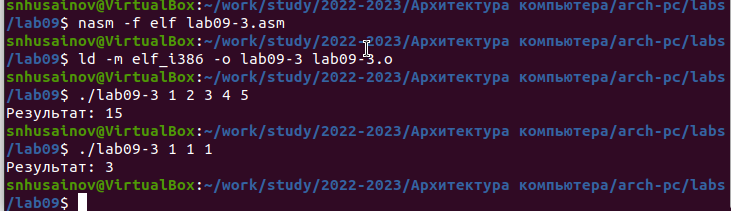 snhusainov@VirtualBox:~/work/study/2022-2023/Архитектура компьютера/arch-pc/labs
/lab09$ nasm -f elf lab09-3.asm
snhusainov@VirtualBox:~/work/study/2022-2023/Архитектура компьютера/arch-pc/labs
/lab09$ ld -m elf_i386 -o lab09-3 lab09-3.o
snhusainov@VirtualBox:~/work/study/2022-2023/Архитектура компьютера/arch-pc/labs
/lab09$ ./lab09-3 1 2 3 4 5
Результат: 15
snhusainov@VirtualBox:~/work/study/2022-2023/Архитектура компьютера/arch-pc/labs
/lab09$ ./lab09-3 1 1 1
Результат: 3
snhusainov@VirtualBox:~/work/study/2022-2023/Архитектура компьютера/arch-pc/labs
/lab09$